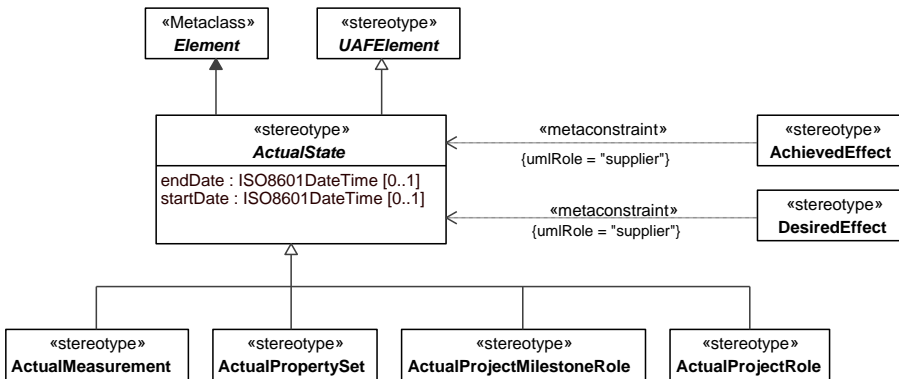 «Metaclass»
Element
«stereotype»
UAFElement
«stereotype»
ActualState
endDate : ISO8601DateTime [0..1]
startDate : ISO8601DateTime [0..1]
«metaconstraint»
{umlRole = "supplier"}
«stereotype»
AchievedEffect
«metaconstraint»
{umlRole = "supplier"}
«stereotype»
DesiredEffect
«stereotype»
ActualMeasurement
«stereotype»
ActualPropertySet
«stereotype»
ActualProjectMilestoneRole
«stereotype»
ActualProjectRole